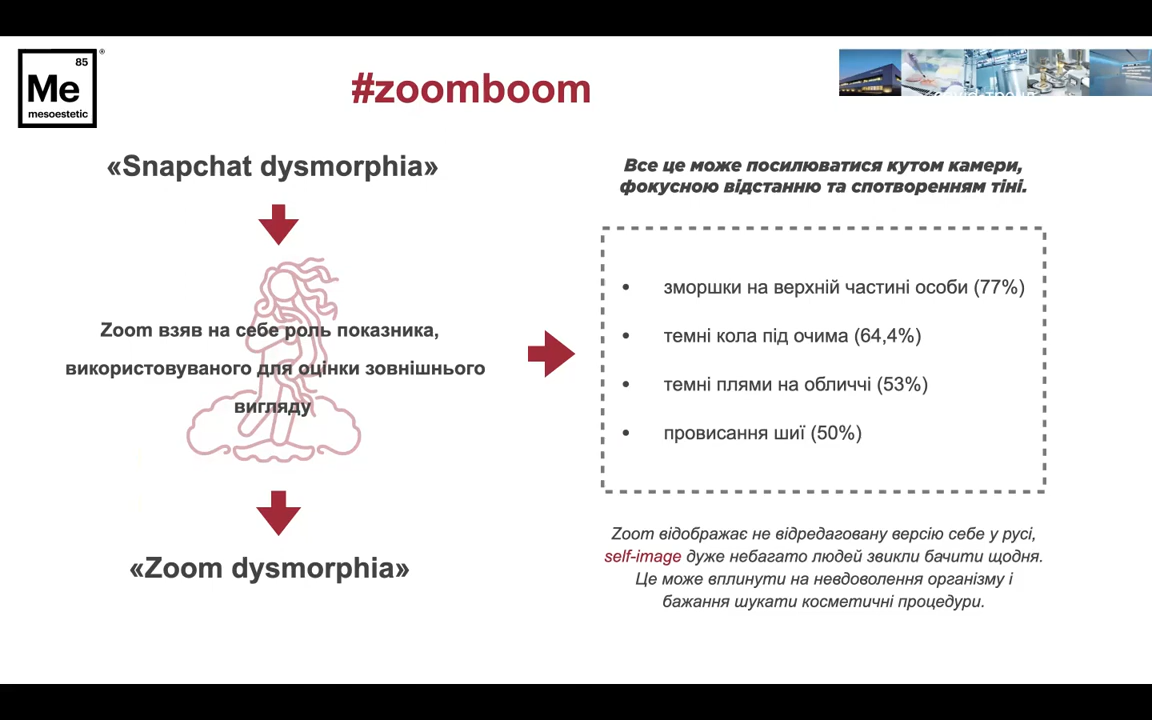 85
®
Me
mesoestetic
#zoomboom
«Snapchat dysmorphia»
Zoom взяв на себе роль показника,
використовуваного для оцінки зовнішнього
вигляду
«Zoom dysmorphia»
Все це може посилюватися кутом камери,
фокусною відстанню та спотворенням тіні.
• зморшки на верхній частині особи (77%)
• темні кола під очима (64,4%)
• темні плями на обличчі (53%)
• провисання шиї (50%)
Zoom відображає не відредаговану версію себе у русі,
self-image дуже небагато людей звикли бачити щодня.
Це може вплинути на невдоволення організму і
бажання шукати косметичні процедури.